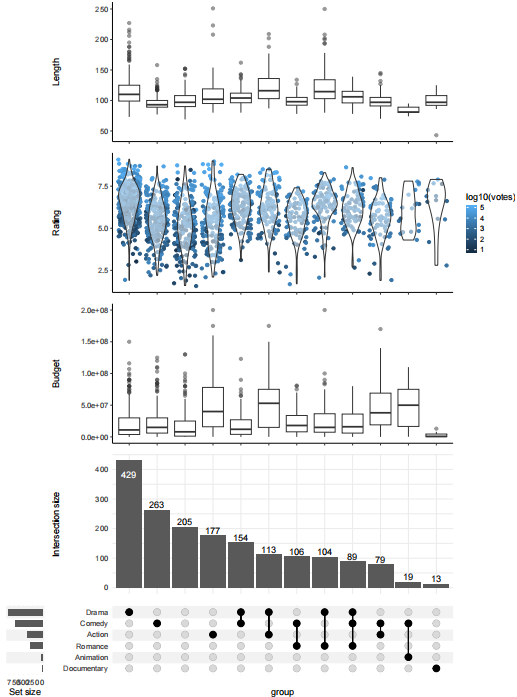 250
200
150
100
50
Length
7.5
5.0
2.5
Rating
log10(votes)
5
4
3
2
1
2.0e+08
1.5e+08
1.0e+08
5.0e+07
0.0e+00
Budget
400
300
200
100
0
Intersection size
429
263
205
177
154
113
106
104
89
79
19
13
Drama
Comedy
Action
Romance
Animation
Documentary
Set size
group